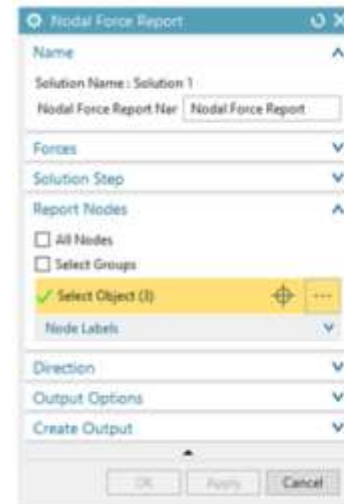 Nodal Force Report
Name
Solution Name : Solution 1
Nodal Force Report Nar Nodal Force Report
Forces
Solution Step
Report Nodes
All Nodes
Select Groups
Select Object (3)
Node Labels
Direction
Output Options
Create Output
OK Apply Cancel